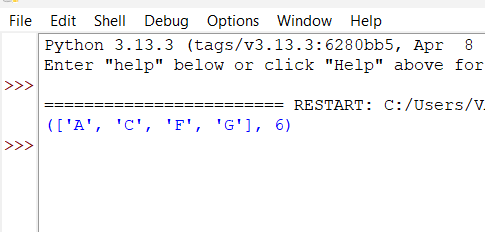 File Edit Shell Debug Options Window Help
Python 3.13.3 (tags/v3.13.3:6280bb5, Apr 8
Enter "help" below or click "Help" above for
>>>
======================== RESTART: C:/Users/V
(['A', 'C', 'F', 'G'], 6)
>>>